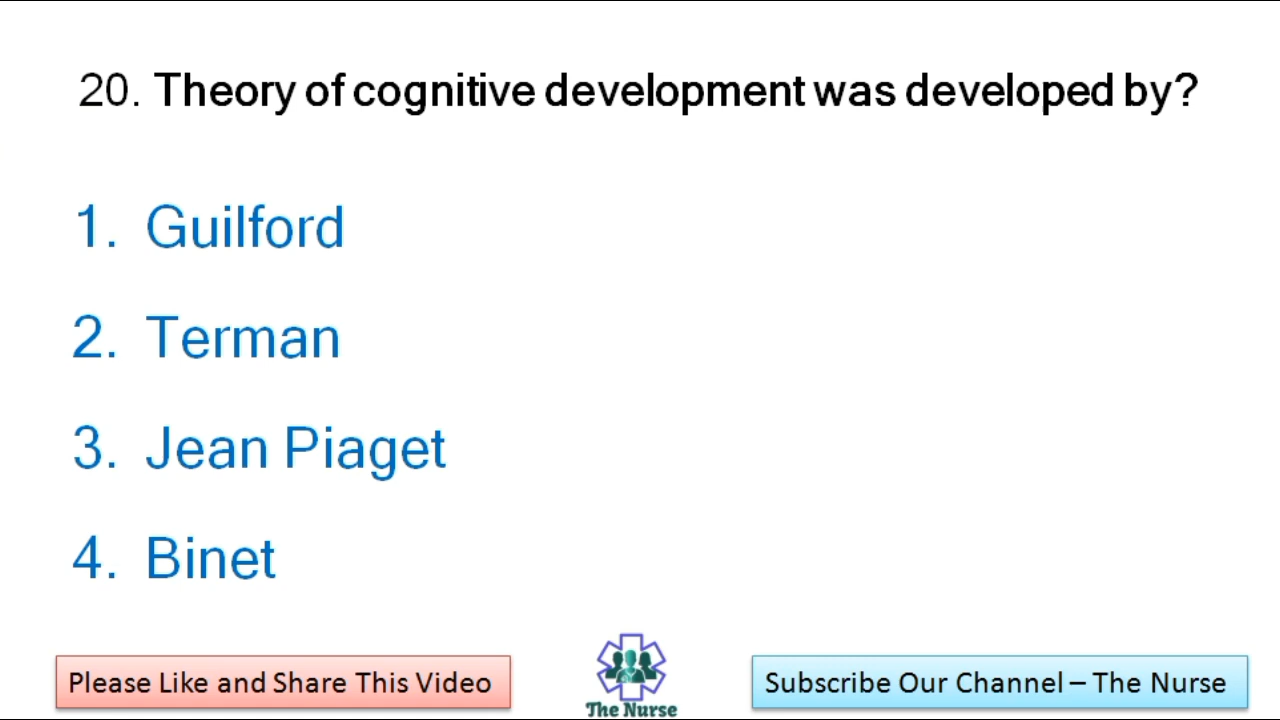 20. Theory of cognitive development was developed by?
1. Guilford
2. Terman
3. Jean Piaget
4. Binet
Please Like and Share This Video
The Nurse
Subscribe Our Channel – The Nurse